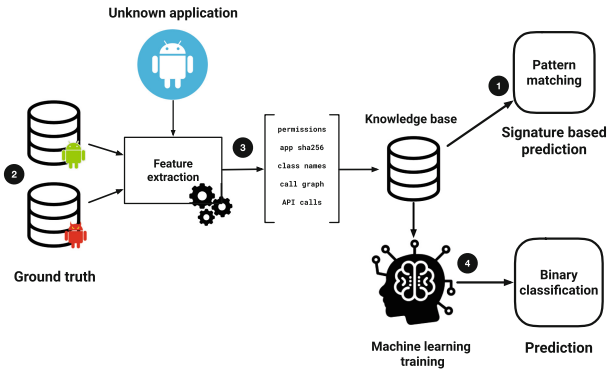 Unknown application
1
Pattern
matching
Knowledge base
Signature based
prediction
permissions
app sha256
class names
call graph
API calls
3
Feature
extraction
2
Ground truth
4
Binary
classification
Machine learning
training
Prediction